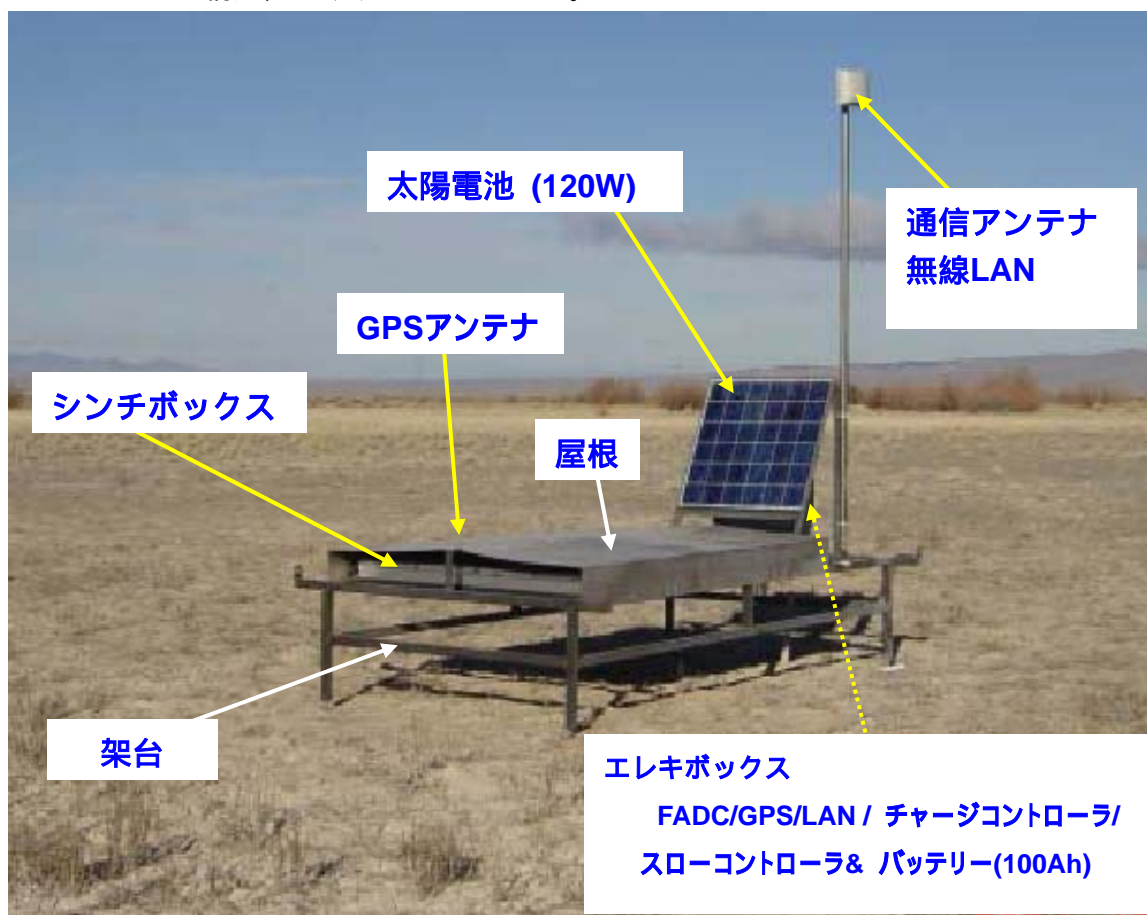 太陽電池 (120W)
通信アンテナ
無線LAN
GPSアンテナ
シンチボックス
屋根
架台
エレキボックス
FADC/GPS/LAN / チャージコントローラ/
スローコントローラ& バッテリー(100Ah)